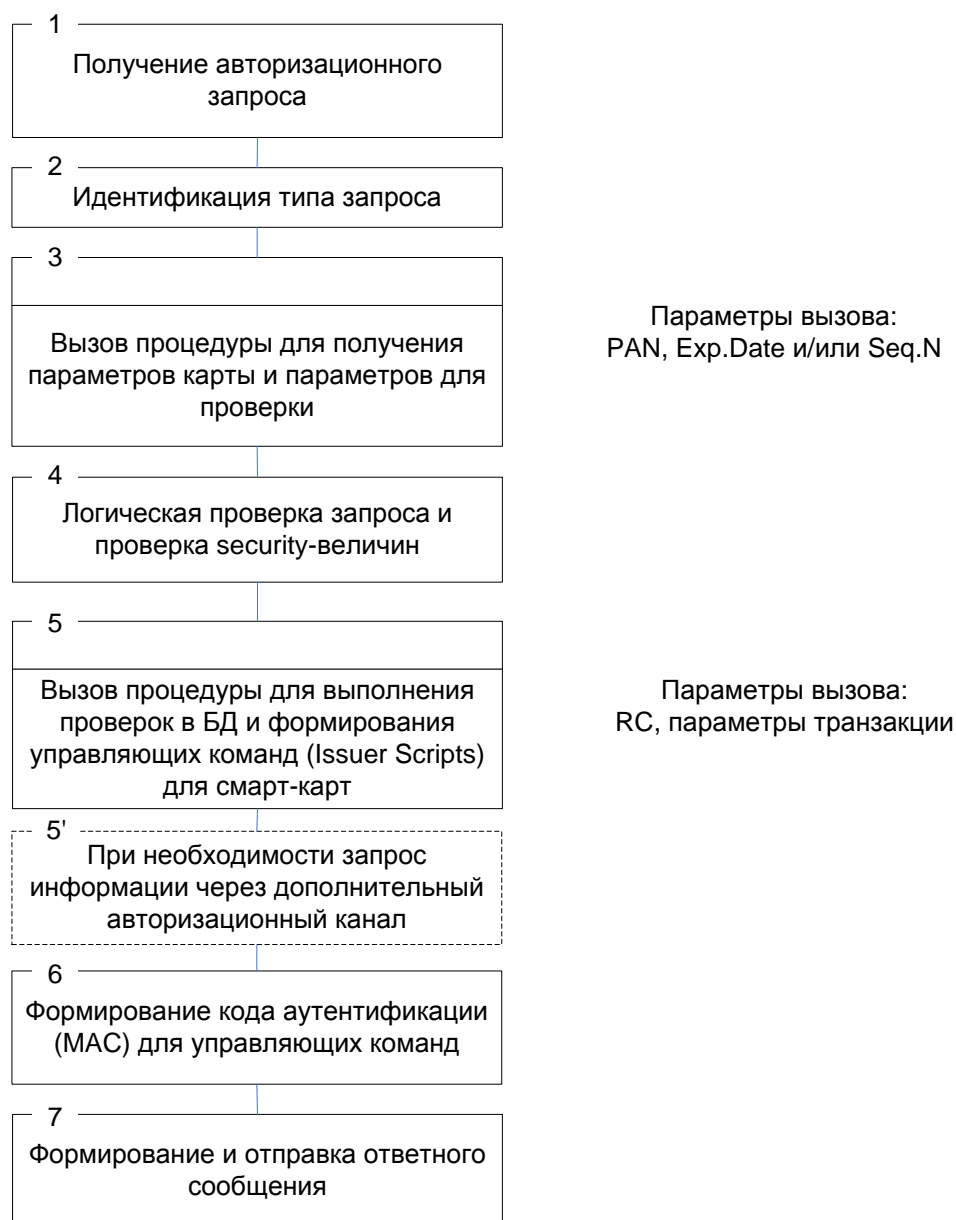 1
Получение авторизационного
запроса
2
Идентификация типа запроса
3
Вызов процедуры для получения
параметров карты и параметров для
проверки
Параметры вызова:
PAN, Exp.Date и/или Seq.N
4
Логическая проверка запроса и
проверка security-величин
5
Вызов процедуры для выполнения
проверок в БД и формирования
управляющих команд (Issuer Scripts)
для смарт-карт
Параметры вызова:
RC, параметры транзакции
5'
При необходимости запрос
информации через дополнительный
авторизационный канал
6
Формирование кода аутентификации
(MAC) для управляющих команд
7
Формирование и отправка ответного
сообщения